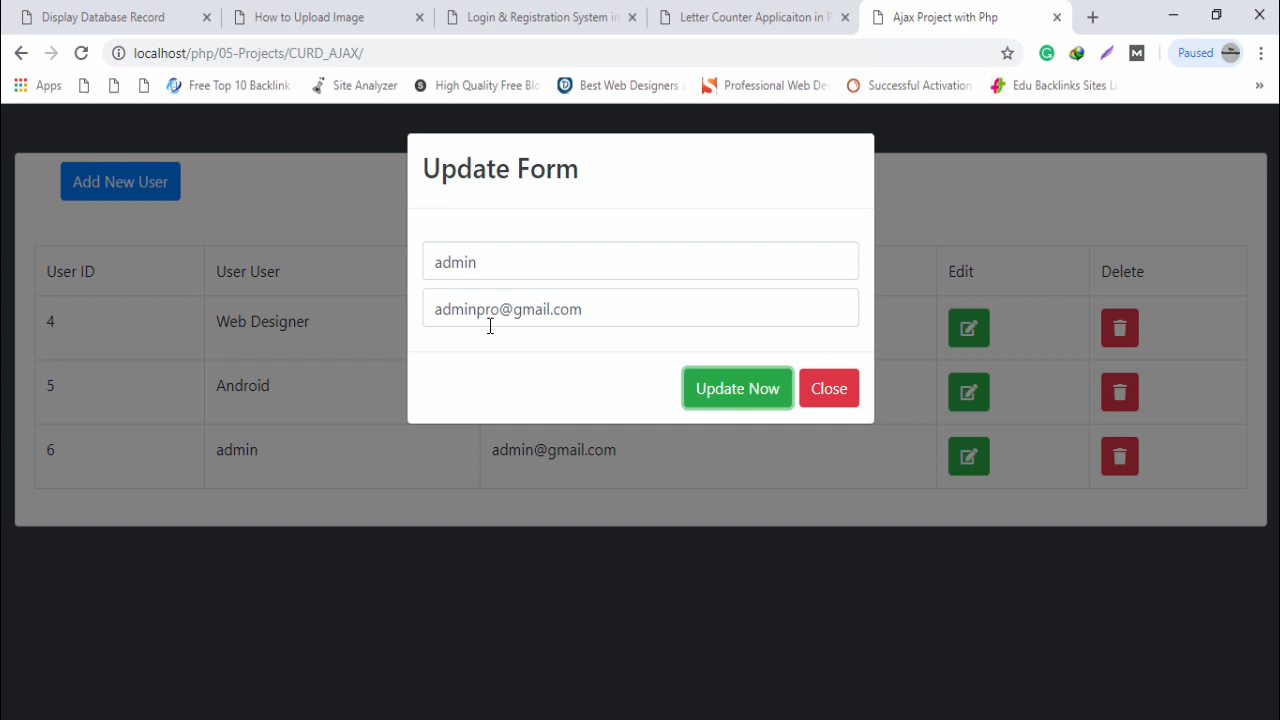 Display Database Record
How to Upload Image
Login & Registration System in
Letter Counter Applicaiton in P
Ajax Project with Php
localhost/php/05-Projects/CURD_AJAX/
Paused
Apps
Free Top 10 Backlink
Site Analyzer
High Quality Free Blo
Best Web Designers a
Professional Web De
Successful Activation
Edu Backlinks Sites Li
Update Form
Add New User
admin
User ID
User User
Edit
Delete
adminpro@gmail.com
4
Web Designer
5
Android
Update Now
Close
6
admin
admin@gmail.com